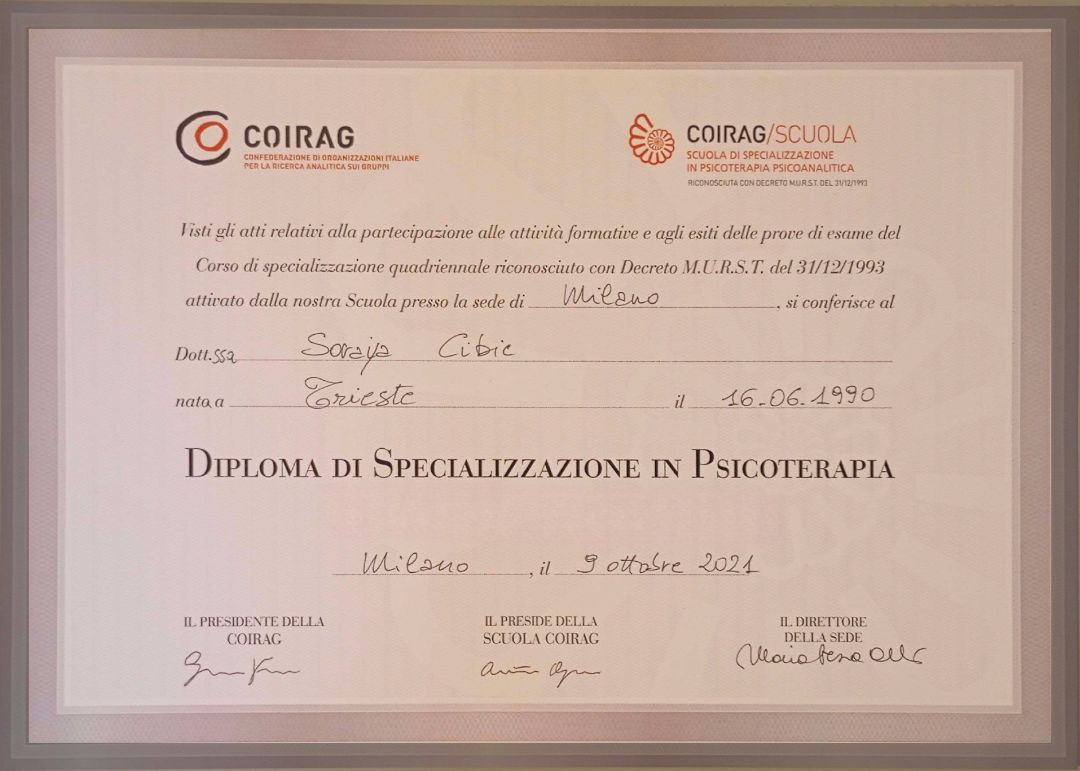 COIRAG
CONFEDERAZIONE DI ORGANIZZAZIONI ITALIANE
PER LA RICERCA ANALITICA SUI GRUPPI
COIRAG/SCUOLA
SCUOLA DI SPECIALIZZAZIONE
IN PSICOTERAPIA PSICOANALITICA
RICONOSCIUTA CON DECRETO M.U.R.S.T. DEL 31/12/1993
Visti gli atti relativi alla partecipazione alle attività formative e agli esiti delle prove di esame del
Corso di specializzazione quadriennale riconosciuto con Decreto M.U.R.S.T. del 31/12/1993
attivato dalla nostra Scuola presso la sede di Milano, si conferisce al
Dott.ssa Soraija Cibic
nata a Trieste il 16.06.1990
DIPLOMA DI SPECIALIZZAZIONE IN PSICOTERAPIA
Milano, il 9 ottobre 2021
IL PRESIDENTE DELLA
COIRAG
IL PRESIDE DELLA
SCUOLA COIRAG
IL DIRETTORE
DELLA SEDE